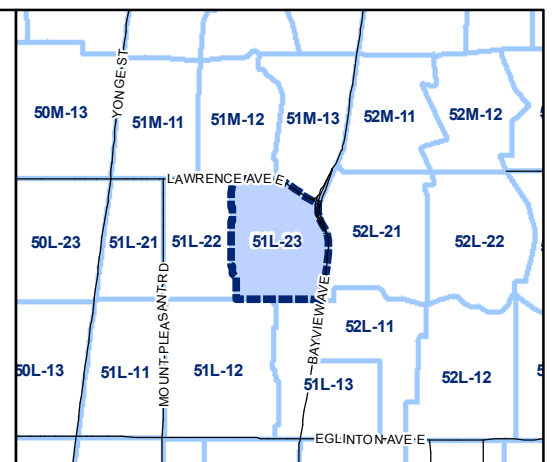 50M-13
YONGE ST
51M-11
51M-12
51M-13
52M-11
52M-12
LAWRENCE AVE E
50L-23
51L-21
51L-22
51L-23
52L-21
52L-22
MOUNT PLEASANT RD
BAYVIEW AVE
52L-11
50L-13
51L-11
51L-12
51L-13
52L-12
EGLINTON AVE E